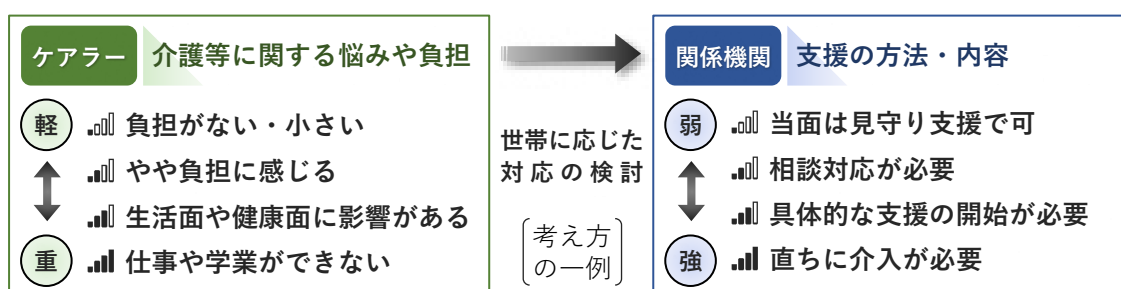 ケアラー 介護等に関する悩みや負担
軽 負担がない・小さい
やや負担に感じる
生活面や健康面に影響がある
重 仕事や学業ができない
世帯に応じた
対応の検討
考え方
の一例
関係機関 支援の方法・内容
弱 当面は見守り支援で可
相談対応が必要
具体的な支援の開始が必要
強 直ちに介入が必要